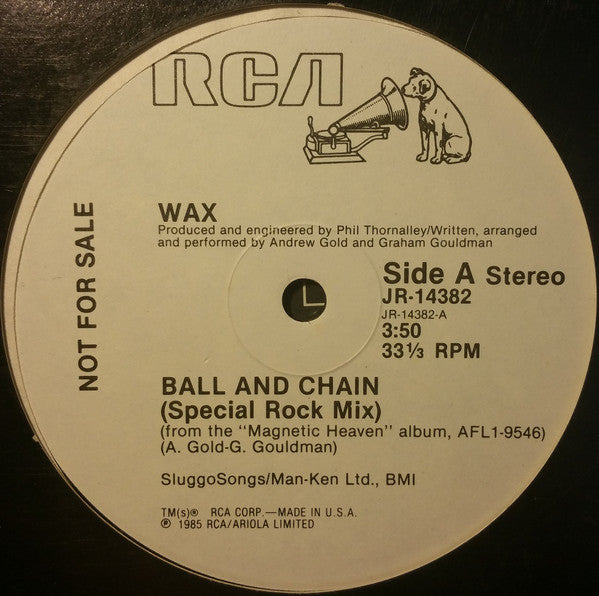 RCA
NOT FOR SALE
WAX
Produced and engineered by Phil Thornalley/Written, arranged
and performed by Andrew Gold and Graham Gouldman
Side A Stereo
JR-14382
JR-14382-A
3:50
33⅓ RPM
BALL AND CHAIN
(Special Rock Mix)
(from the "Magnetic Heaven" album, AFL1-9546)
(A. Gold-G. Gouldman)
SluggoSongs/Man-Ken Ltd., BMI
TM(s)® RCA CORP.—MADE IN U.S.A.
℗ 1985 RCA/ARIOLA LIMITED